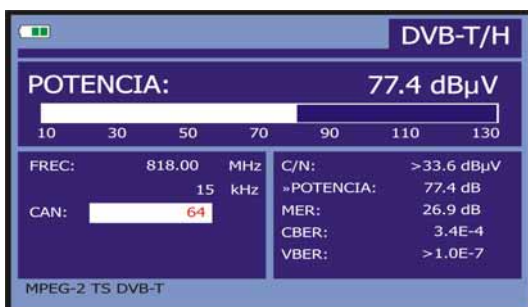 DVB-T/H
POTENCIA: 77.4 dBµV
10 30 50 70 90 110 130
FREC: 818.00 MHz
15 kHz
CAN: 64
C/N: >33.6 dBµV
»POTENCIA: 77.4 dB
MER: 26.9 dB
CBER: 3.4E-4
VBER: >1.0E-7
MPEG-2 TS DVB-T